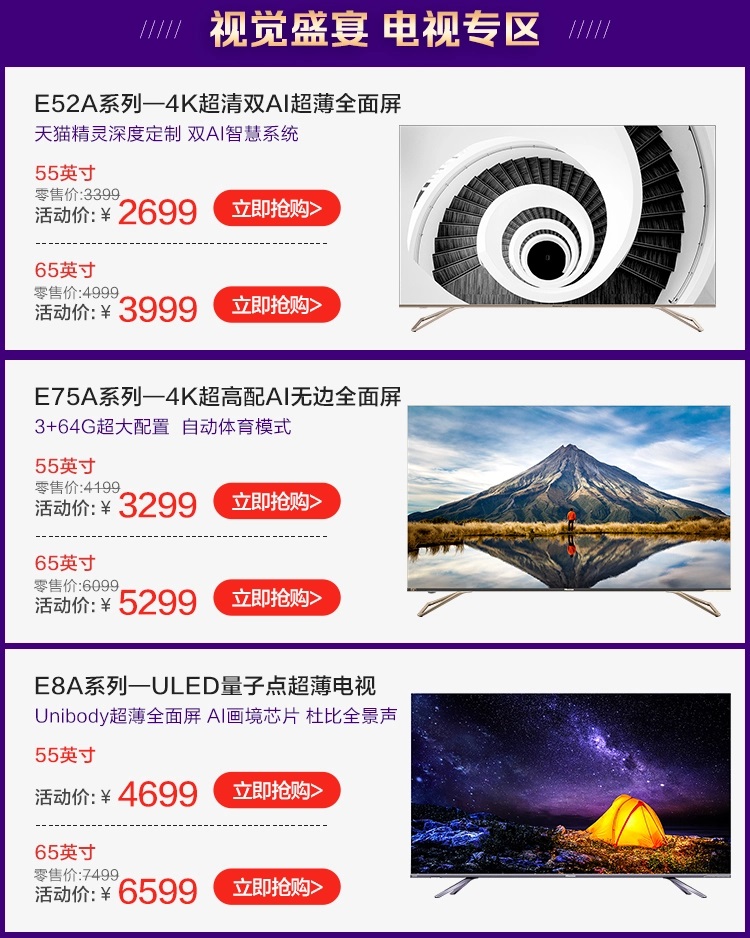 视觉盛宴 电视专区
E52A系列—4K超清双AI超薄全面屏
天猫精灵深度定制 双AI智慧系统
55英寸
零售价:3399
活动价:¥2699 立即抢购>
65英寸
零售价:4999
活动价:¥3999 立即抢购>
E75A系列—4K超高配AI无边全面屏
3+64G超大配置 自动体育模式
55英寸
零售价:4199
活动价:¥3299 立即抢购>
65英寸
零售价:6099
活动价:¥5299 立即抢购>
E8A系列—ULED量子点超薄电视
Unibody超薄全面屏 AI画境芯片 杜比全景声
55英寸
活动价:¥4699 立即抢购>
65英寸
零售价:7499
活动价:¥6599 立即抢购>